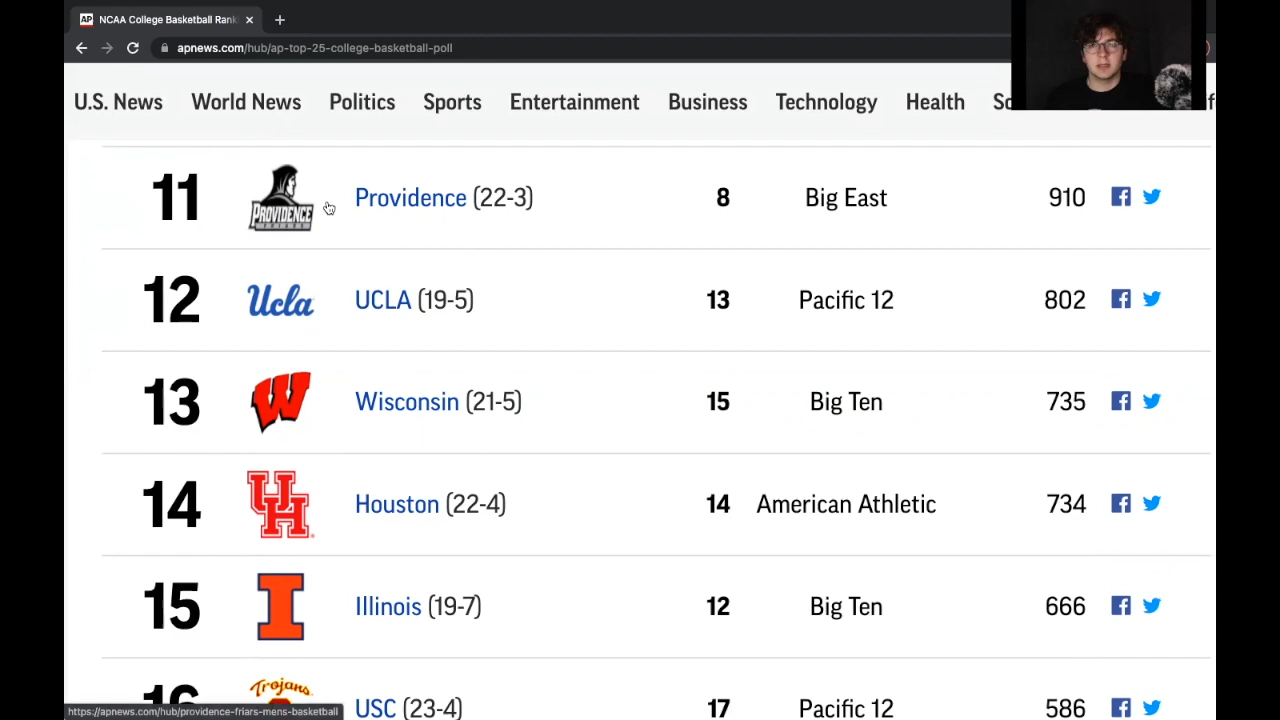 NCAA College Basketball Rank
apnews.com/hub/ap-top-25-college-basketball-poll
U.S. News World News Politics Sports Entertainment Business Technology Health Sc
11 PROVIDENCE FRIARS Providence (22-3) 8 Big East 910
12 Ucla UCLA (19-5) 13 Pacific 12 802
13 W Wisconsin (21-5) 15 Big Ten 735
14 UH Houston (22-4) 14 American Athletic 734
15 I Illinois (19-7) 12 Big Ten 666
16 Trojans USC (23-4) 17 Pacific 12 586
https://apnews.com/hub/providence-friars-mens-basketball